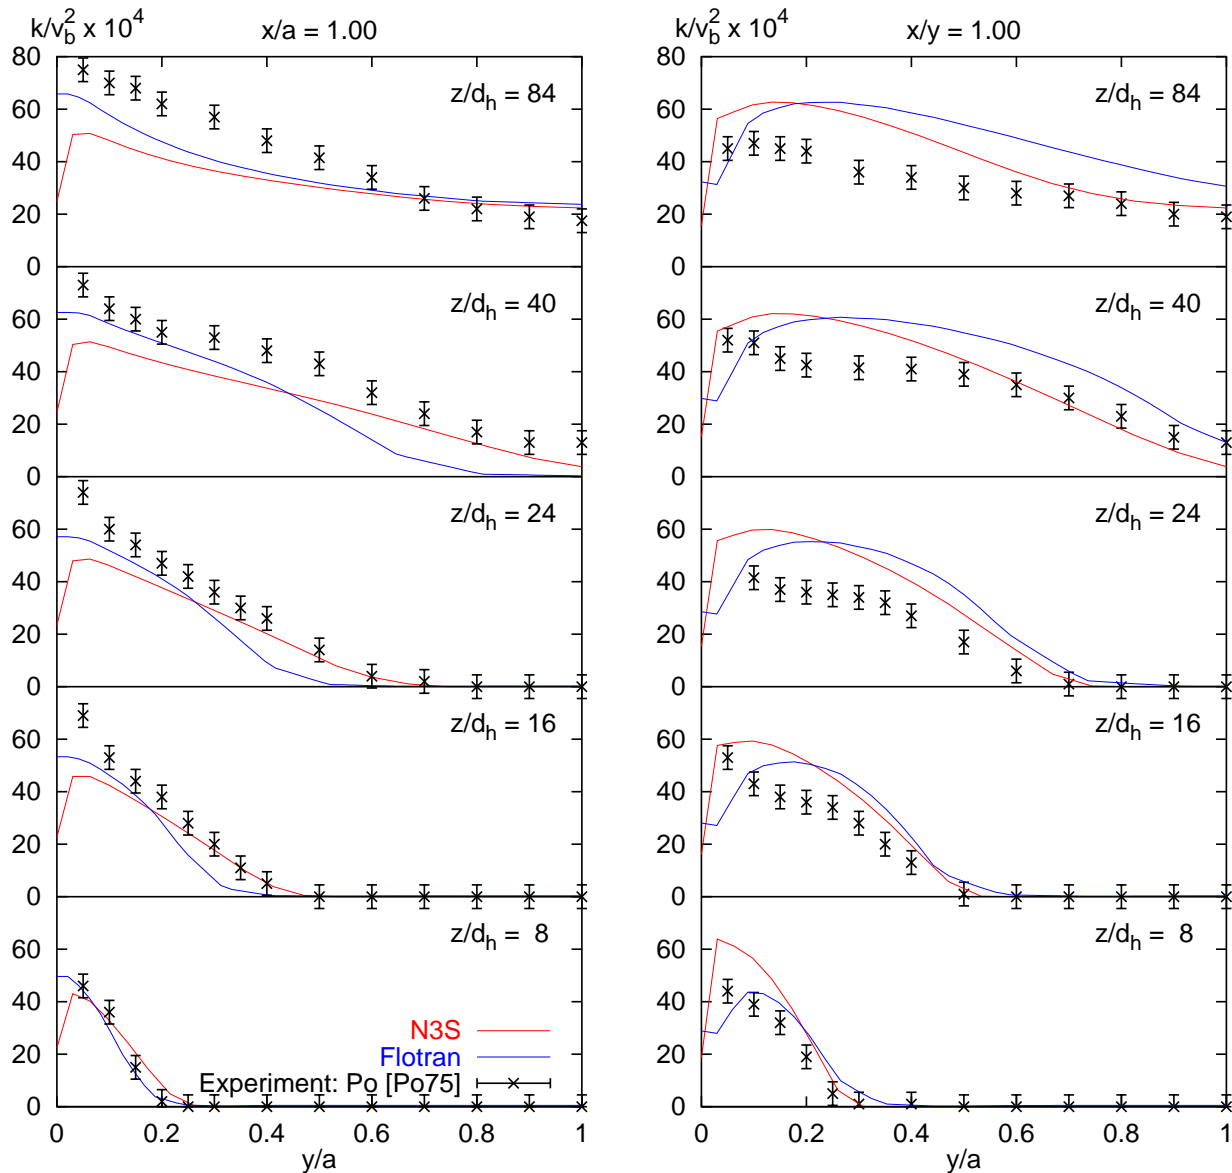 k/v_b^2 x 10^4 x/a = 1.00
80
z/d_h = 84
60
40
20
0
z/d_h = 40
60
40
20
0
z/d_h = 24
60
40
20
0
z/d_h = 16
60
40
20
0
z/d_h = 8
60
40
N3S
20 Flotran
Experiment: Po [Po75]
0
0 0.2 0.4 0.6 0.8 1
y/a
k/v_b^2 x 10^4 x/y = 1.00
80
z/d_h = 84
60
40
20
0
z/d_h = 40
60
40
20
0
z/d_h = 24
60
40
20
0
z/d_h = 16
60
40
20
0
z/d_h = 8
60
40
20
0
0 0.2 0.4 0.6 0.8 1
y/a